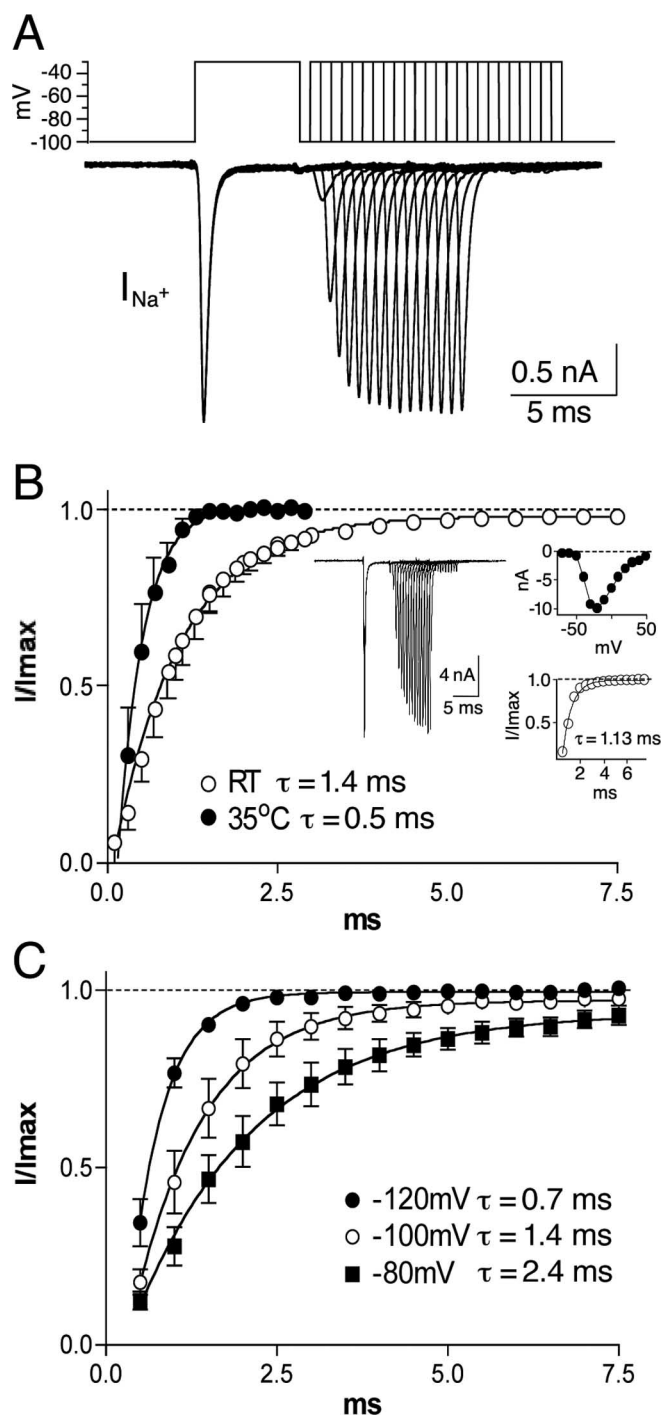 A
mV
-40
-60
-80
-100
I Na+
0.5 nA
5 ms
B
I/Imax
1.0
0.5
0.0
0.0 2.5 5.0 7.5
ms
RT τ = 1.4 ms
35°C τ = 0.5 ms
4 nA
5 ms
nA
0
-5
-10
-50 0 50
mV
I/Imax
1.0
0.5
τ = 1.13 ms
2 4 6
ms
C
I/Imax
1.0
0.5
0.0
-120mV τ = 0.7 ms
-100mV τ = 1.4 ms
-80mV τ = 2.4 ms
0.0 2.5 5.0 7.5
ms